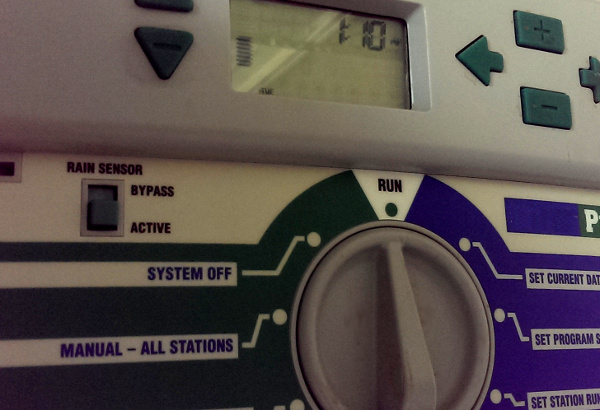 RAIN SENSOR
BYPASS
ACTIVE
RUN
SYSTEM OFF
MANUAL – ALL STATIONS
SET CURRENT DAT
SET PROGRAM S
SET STATION RUN
P